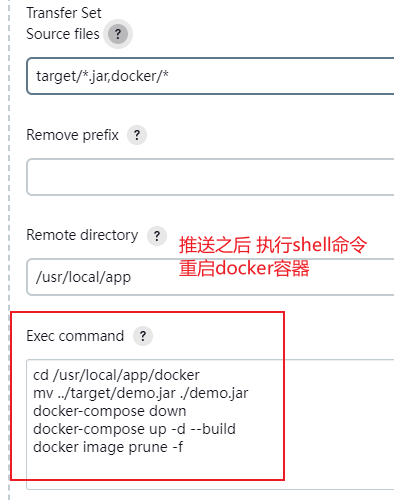 Transfer Set
Source files ?
target/*.jar,docker/*
Remove prefix ?
Remote directory ?
推送之后 执行shell命令
重启docker容器
/usr/local/app
Exec command ?
cd /usr/local/app/docker
mv ../target/demo.jar ./demo.jar
docker-compose down
docker-compose up -d --build
docker image prune -f